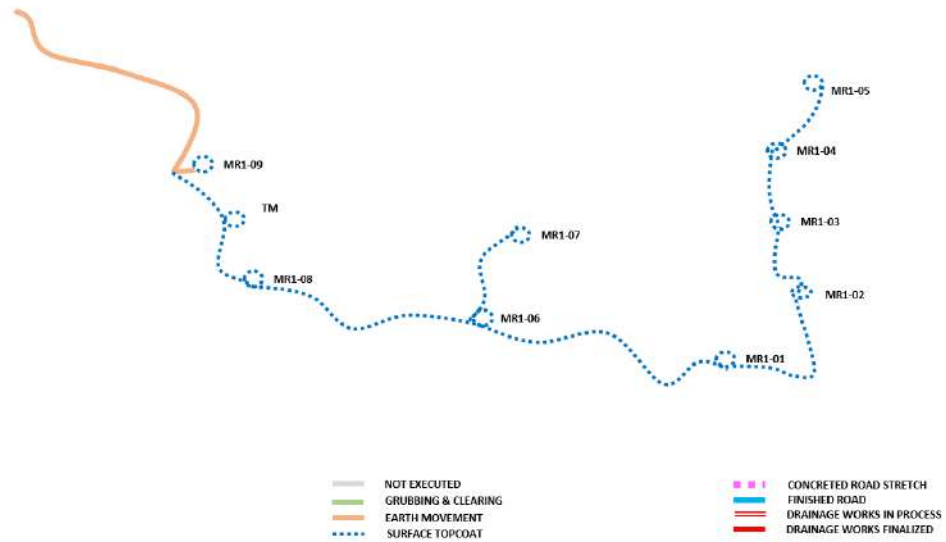 MR1-05
MR1-04
MR1-09
TM
MR1-03
MR1-07
MR1-08
MR1-02
MR1-06
MR1-01
NOT EXECUTED
GRUBBING & CLEARING
EARTH MOVEMENT
SURFACE TOPCOAT
CONCRETED ROAD STRETCH
FINISHED ROAD
DRAINAGE WORKS IN PROCESS
DRAINAGE WORKS FINALIZED